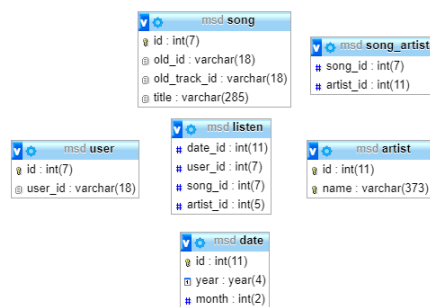 msd song
id : int(7)
old_id : varchar(18)
old_track_id : varchar(18)
title : varchar(285)
msd song_artist
song_id : int(7)
artist_id : int(11)
msd user
id : int(7)
user_id : varchar(18)
msd listen
date_id : int(11)
user_id : int(7)
song_id : int(7)
artist_id : int(5)
msd artist
id : int(11)
name : varchar(373)
msd date
id : int(11)
year : year(4)
month : int(2)